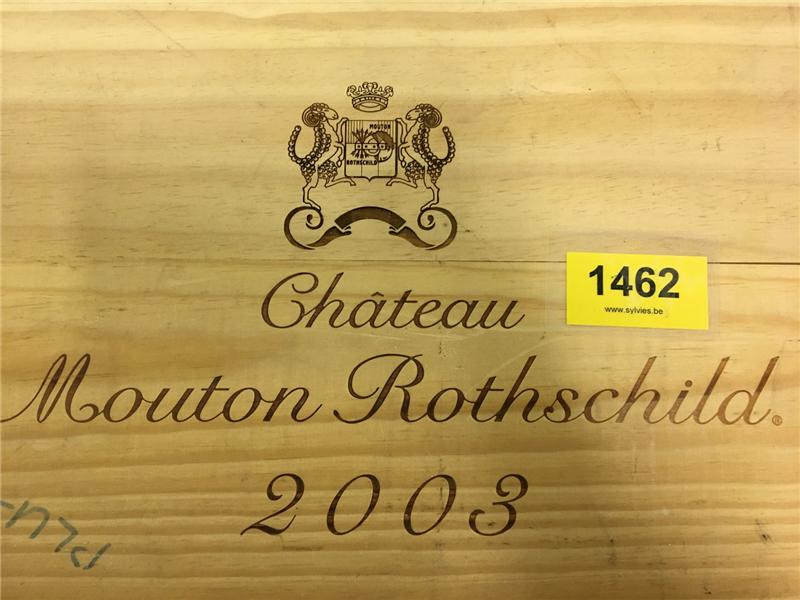 MOUTON
ROTHSCHILD
1462
www.sylvies.be
Château
Mouton Rothschild®
2003